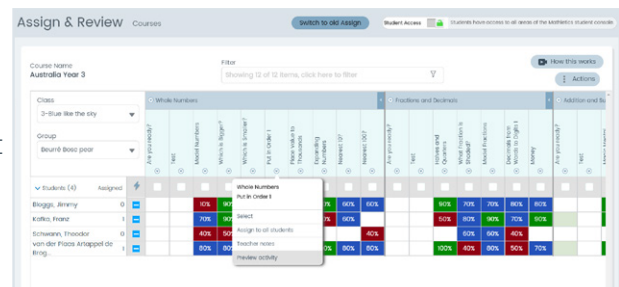 Assign & Review Courses
Switch to old Assign
Student Access
Students have access to all areas of the Mathletics student console
Course Name
Australia Year 3
Filter
Showing 12 of 12 items, click here to filter
How this works
Actions
Class
3-Blue like the sky
Group
Beurré Bosc pear
Whole Numbers
Fractions and Decimals
Addition and Su
Are you ready?
Test
Model Numbers
Which is Bigger?
Which is Smaller?
Put in Order 1
Place Value to Thousands
Expanding Numbers
Nearest 10?
Nearest 100?
Are you ready?
Test
Halves and Quarters
What Fraction is Shaded?
Model Fractions
Decimals from Words to Digits 1
Money
Are you ready?
Test
Students (4) Assigned
Bloggs, Jimmy 0 10% 90 0% 60% 60% 90% 70% 70% 80% 80%
Kafka, Franz 1 70% 90 0% 60% 50% 80% 90% 70% 90%
Schwann, Theodor 0 40% 50 40% 60% 60% 40%
von der Plaas Arsappel de Brag... 1 80% 80 0% 80% 80% 100% 40% 80% 50% 70%
Whole Numbers
Put in Order 1
Select
Assign to all students
Teacher notes
Preview activity